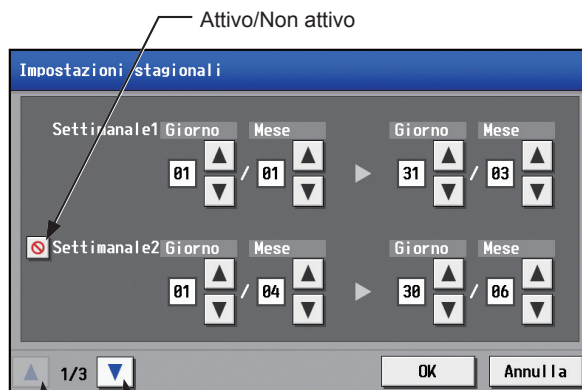 Attivo/Non attivo
Impostazioni stagionali
Settimanale1 Giorno Mese Giorno Mese
01 / 01 31 / 03
Settimanale2 Giorno Mese Giorno Mese
01 / 04 30 / 06
1/3 OK Annulla